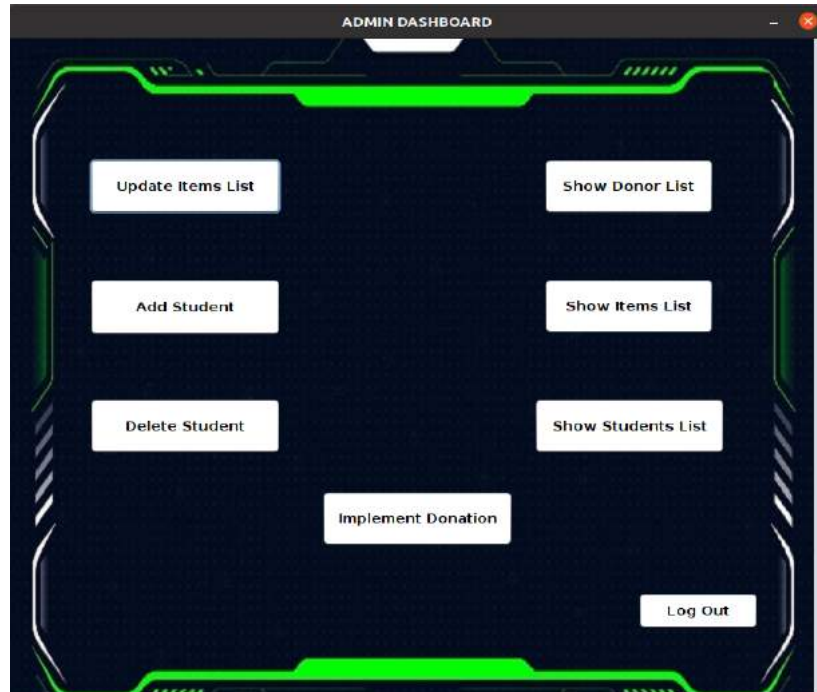 ADMIN DASHBOARD
Update Items List
Show Donor List
Add Student
Show Items List
Delete Student
Show Students List
Implement Donation
Log Out